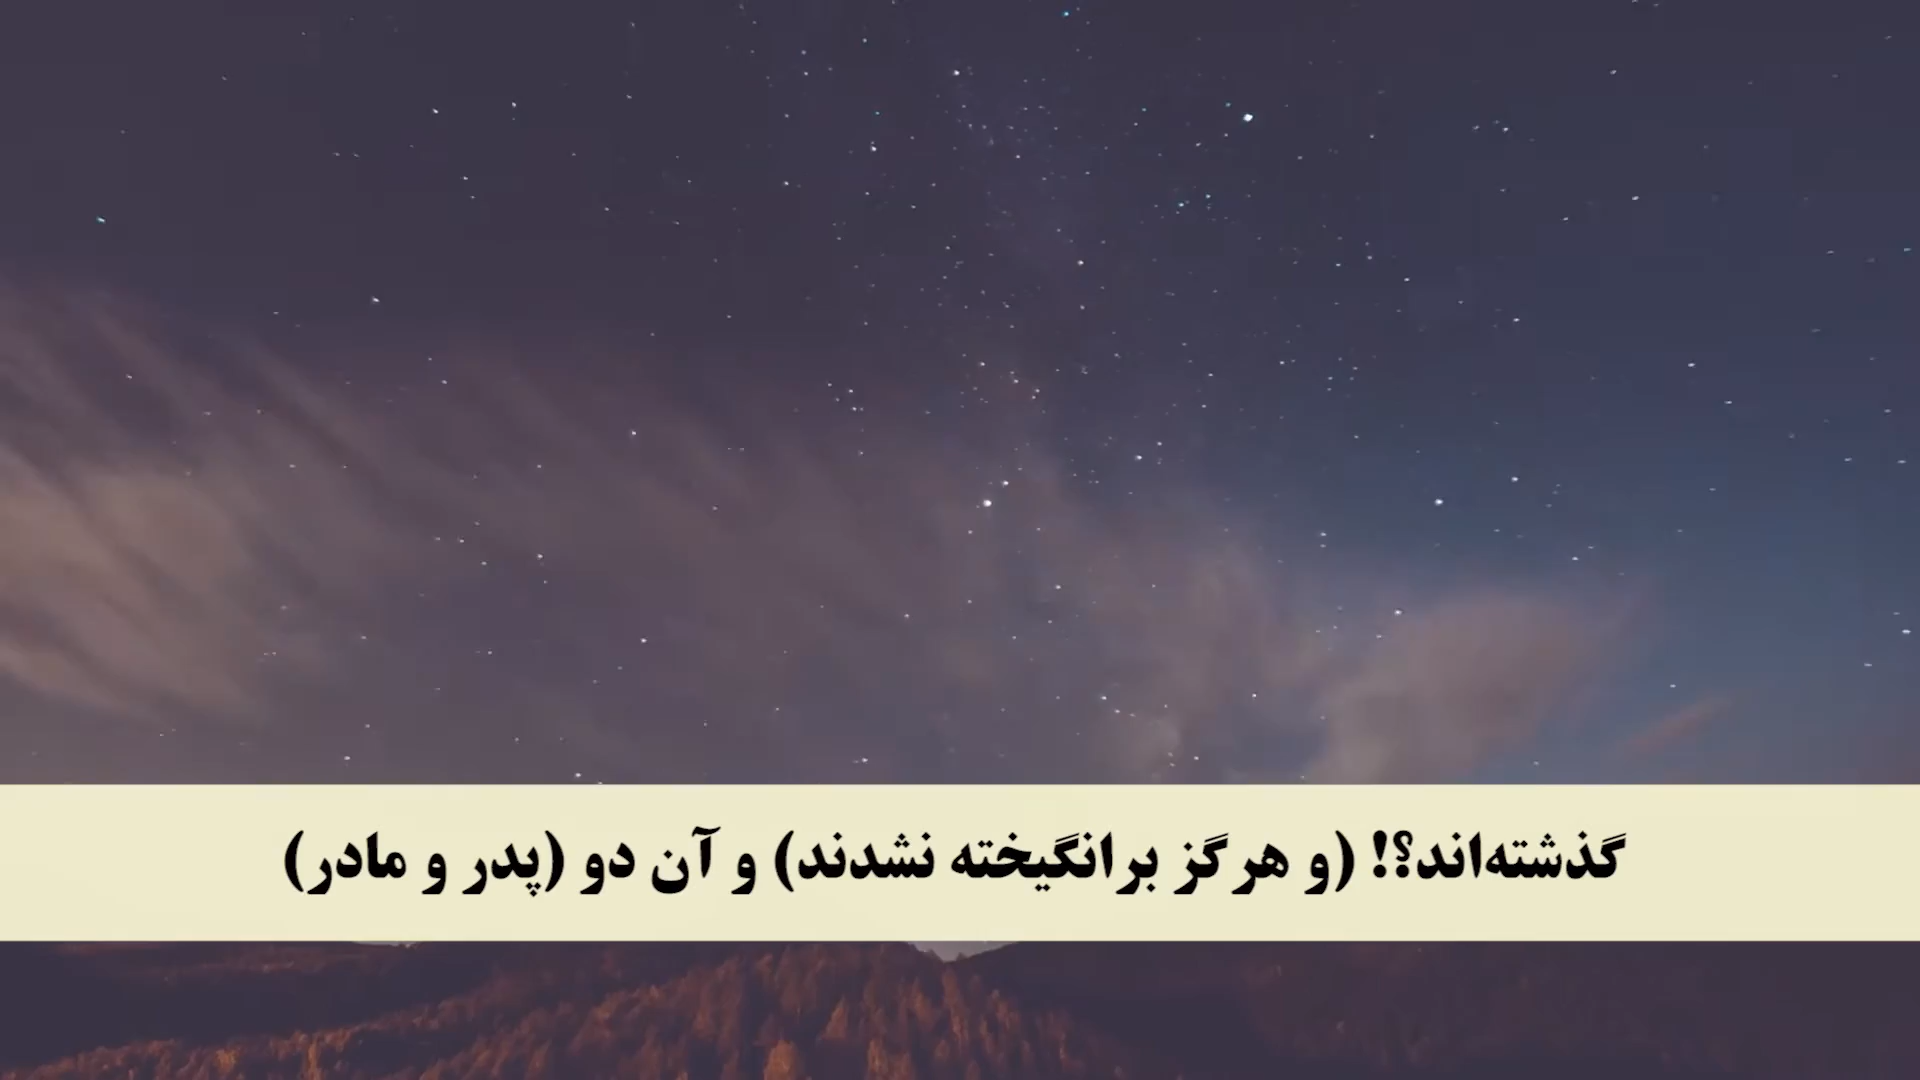 گذشته‌اند؟! (و هرگز برانگیخته نشدند) و آن دو (پدر و مادر)